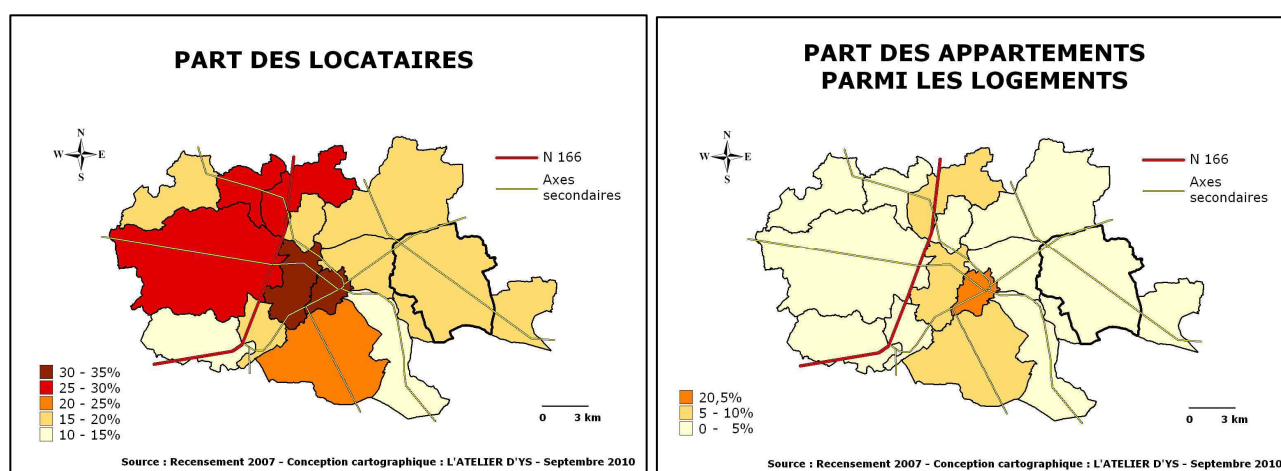 PART DES LOCATAIRES
N
W E
S
N 166
Axes
secondaires
30 - 35%
25 - 30%
20 - 25%
15 - 20%
10 - 15%
0 3 km
Source : Recensement 2007 - Conception cartographique : L'ATELIER D'YS - Septembre 2010
PART DES APPARTEMENTS
PARMI LES LOGEMENTS
N
W E
S
N 166
Axes
secondaires
20,5%
5 - 10%
0 - 5%
0 3 km
Source : Recensement 2007 - Conception cartographique : L'ATELIER D'YS - Septembre 2010